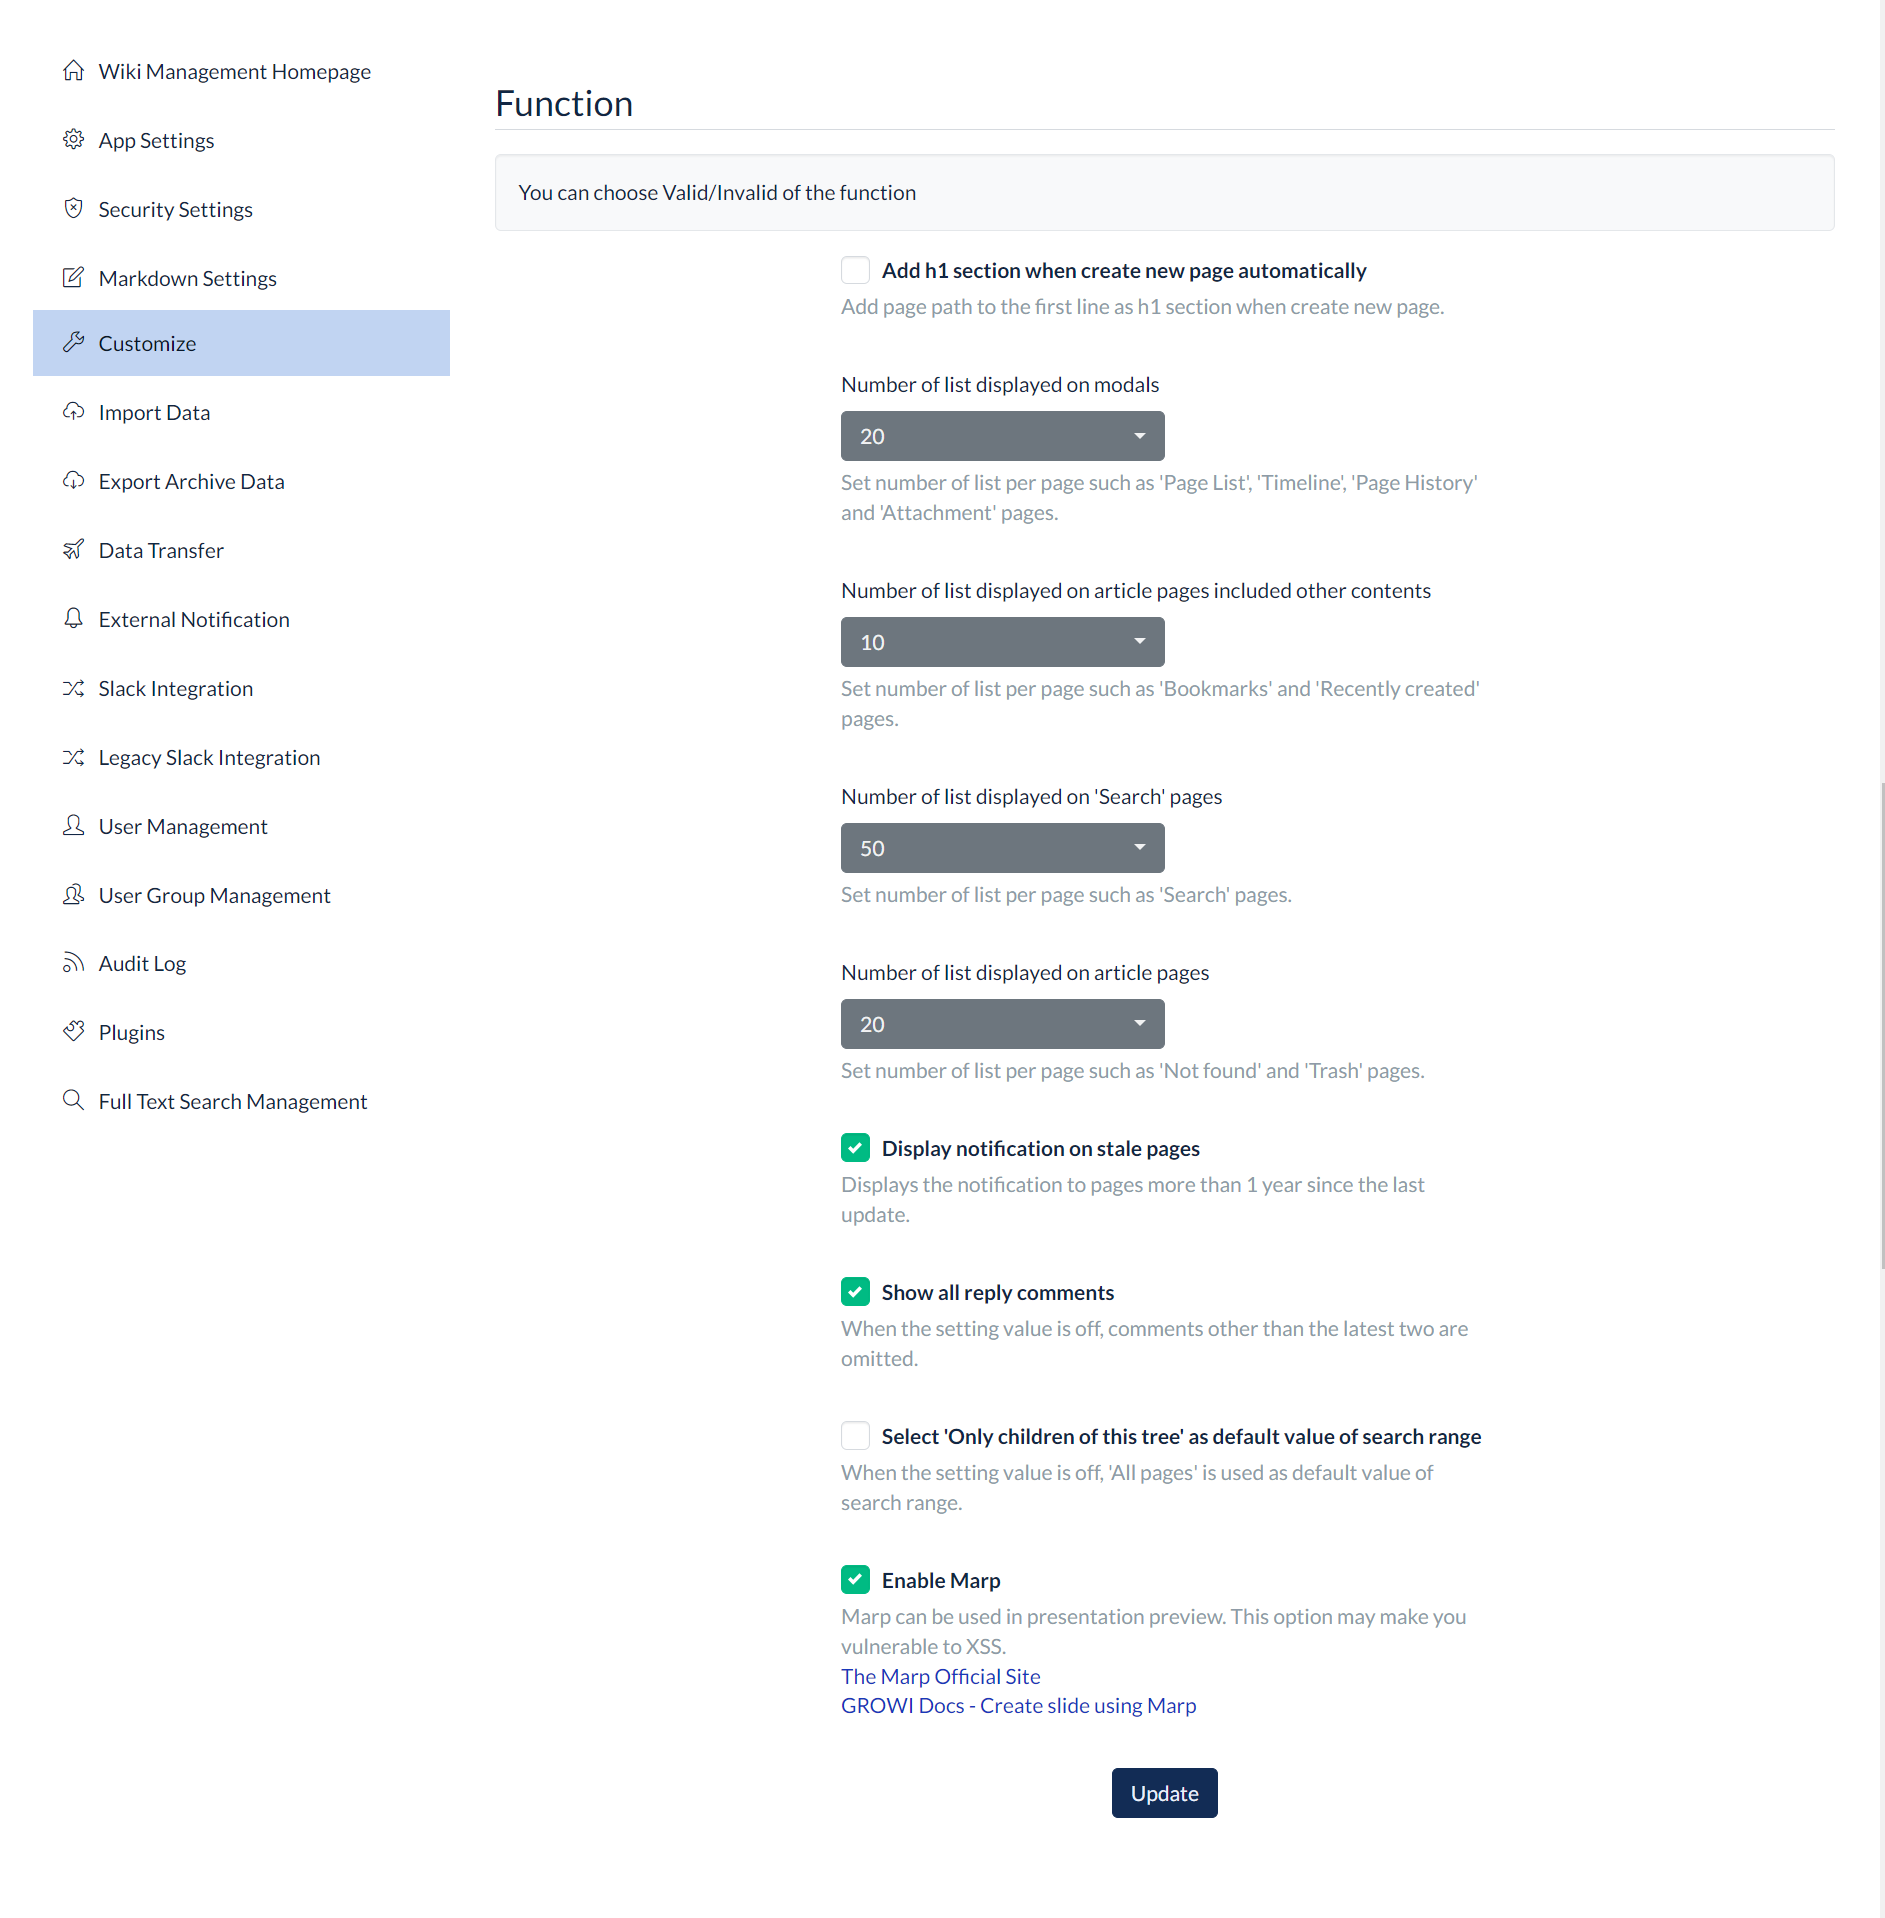 Wiki Management Homepage
App Settings
Security Settings
Markdown Settings
Customize
Import Data
Export Archive Data
Data Transfer
External Notification
Slack Integration
Legacy Slack Integration
User Management
User Group Management
Audit Log
Plugins
Full Text Search Management
Function
You can choose Valid/Invalid of the function
Add h1 section when create new page automatically
Add page path to the first line as h1 section when create new page.
Number of list displayed on modals
20
Set number of list per page such as 'Page List', 'Timeline', 'Page History'
and 'Attachment' pages.
Number of list displayed on article pages included other contents
10
Set number of list per page such as 'Bookmarks' and 'Recently created'
pages.
Number of list displayed on 'Search' pages
50
Set number of list per page such as 'Search' pages.
Number of list displayed on article pages
20
Set number of list per page such as 'Not found' and 'Trash' pages.
Display notification on stale pages
Displays the notification to pages more than 1 year since the last
update.
Show all reply comments
When the setting value is off, comments other than the latest two are
omitted.
Select 'Only children of this tree' as default value of search range
When the setting value is off, 'All pages' is used as default value of
search range.
Enable Marp
Marp can be used in presentation preview. This option may make you
vulnerable to XSS.
The Marp Official Site
GROWI Docs - Create slide using Marp
Update